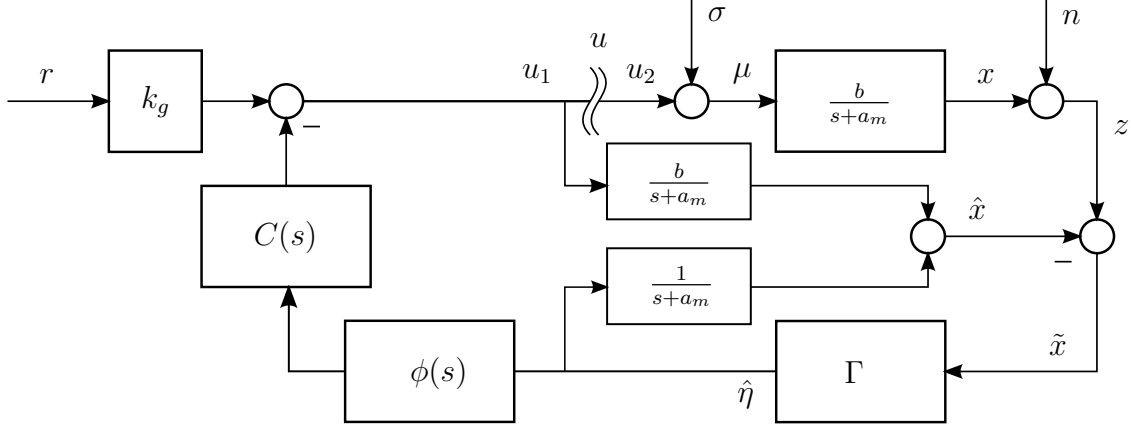 r
k_g
−
u_1
u
u_2
σ
μ
b/(s+a_m)
x
n
z
b/(s+a_m)
x̂
−
C(s)
1/(s+a_m)
x̃
ϕ(s)
η̂
Γ